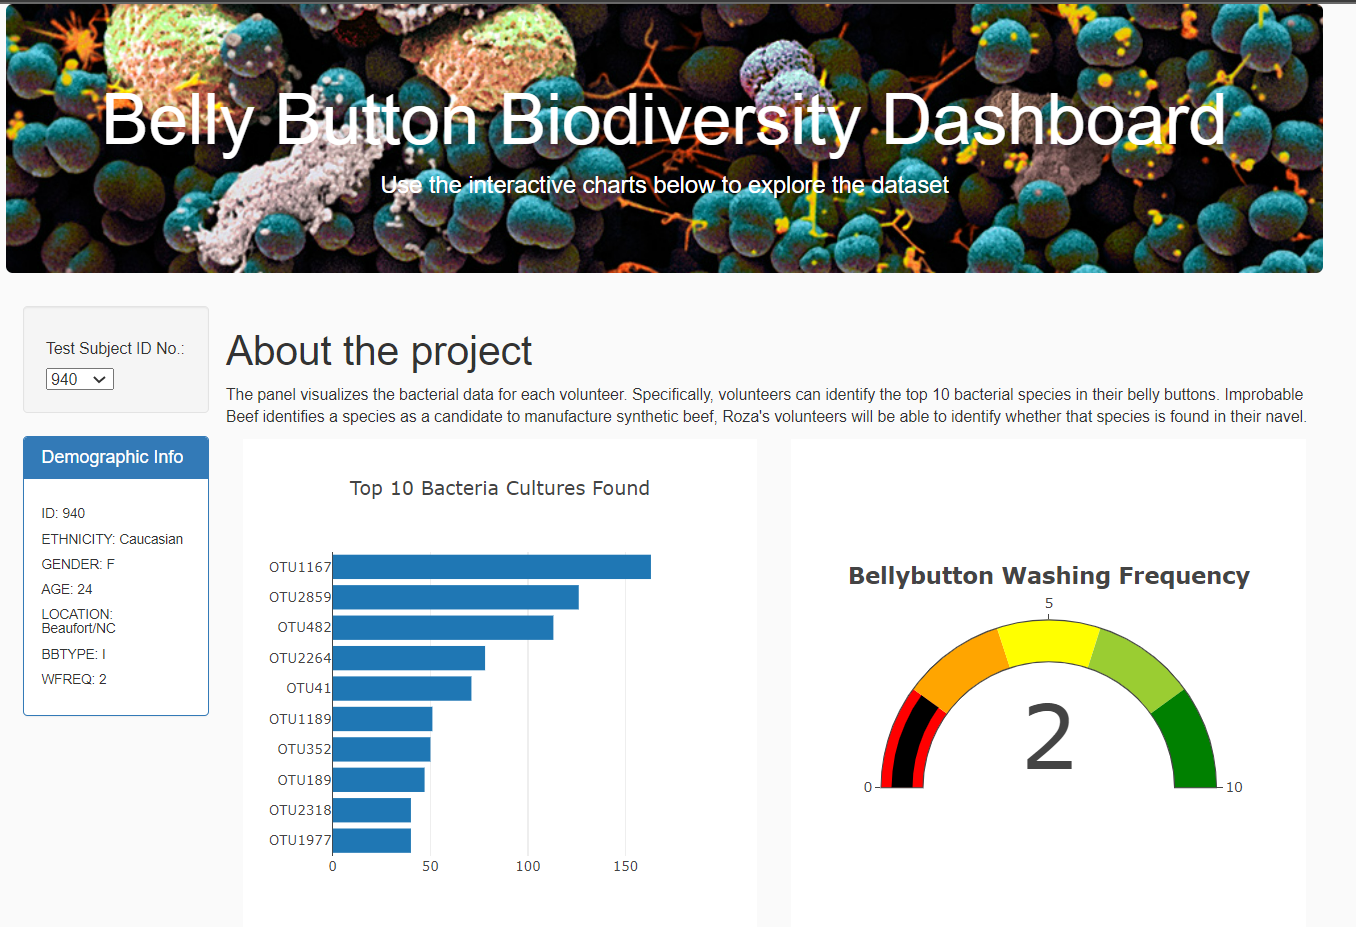 Belly Button Biodiversity Dashboard
Use the interactive charts below to explore the dataset
Test Subject ID No.:
940
Demographic Info
ID: 940
ETHNICITY: Caucasian
GENDER: F
AGE: 24
LOCATION:
Beaufort/NC
BBTYPE: I
WFREQ: 2
About the project
The panel visualizes the bacterial data for each volunteer. Specifically, volunteers can identify the top 10 bacterial species in their belly buttons. Improbable
Beef identifies a species as a candidate to manufacture synthetic beef, Roza's volunteers will be able to identify whether that species is found in their navel.
Top 10 Bacteria Cultures Found
OTU1167
OTU2859
OTU482
OTU2264
OTU41
OTU1189
OTU352
OTU189
OTU2318
OTU1977
0 50 100 150
Bellybutton Washing Frequency
5
2
0 10